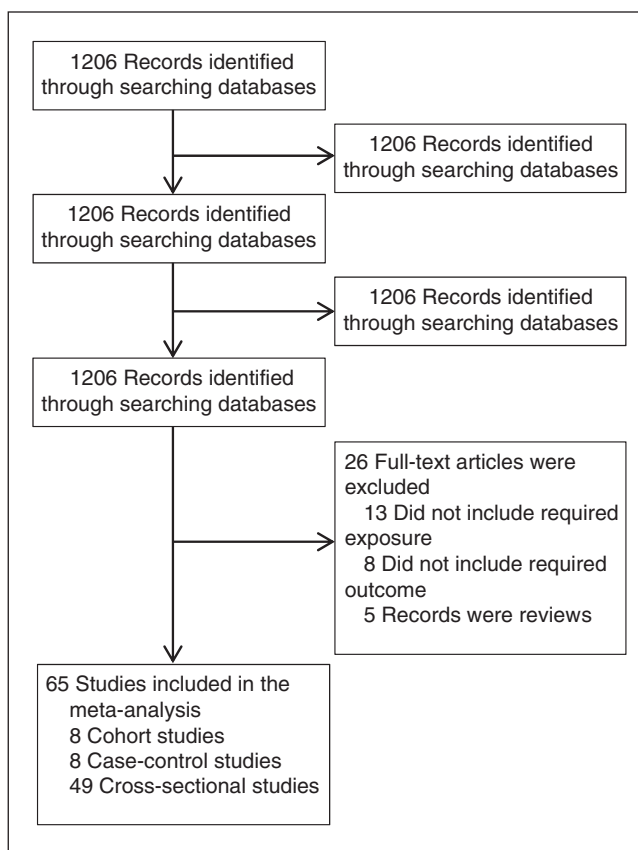 1206 Records identified
through searching databases
1206 Records identified
through searching databases
1206 Records identified
through searching databases
1206 Records identified
through searching databases
1206 Records identified
through searching databases
26 Full-text articles were
excluded
13 Did not include required
exposure
8 Did not include required
outcome
5 Records were reviews
65 Studies included in the
meta-analysis
8 Cohort studies
8 Case-control studies
49 Cross-sectional studies